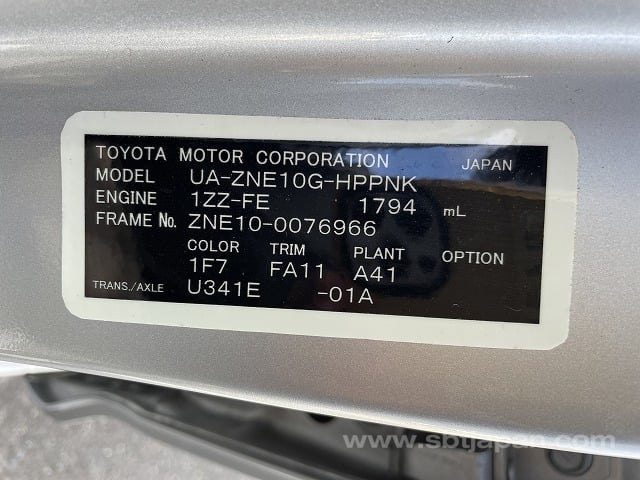 TOYOTA MOTOR CORPORATION JAPAN
MODEL UA-ZNE10G-HPPNK
ENGINE 1ZZ-FE 1794 mL
FRAME No. ZNE10-0076966
COLOR TRIM PLANT OPTION
1F7 FA11 A41
TRANS./AXLE U341E -01A
www.sbtjapan.com